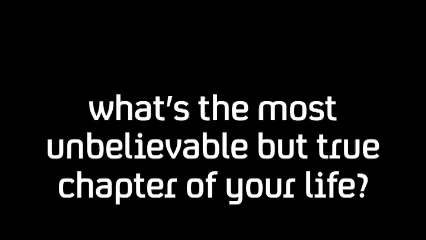 what's the most
unbelievable but true
chapter of your life?